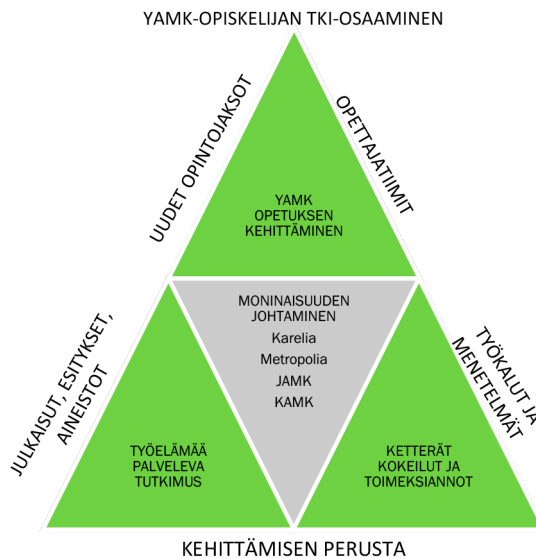 YAMK-OPISKELIJAN TKI-OSAAMINEN
UUDET OPINTOJAKSOT
OPETTAJATIIMIT
YAMK
OPETUKSEN
KEHITTÄMINEN
MONINAISUUDEN
JOHTAMINEN
Karelia
Metropolia
JAMK
KAMK
JULKAISUT, ESITYKSET,
AINEISTOT
TYÖKALUT JA
MENETELMÄT
TYÖELÄMÄÄ
PALVELEVA
TUTKIMUS
KETTERÄT
KOKEILUT JA
TOIMEKSIANNOT
KEHITTÄMISEN PERUSTA